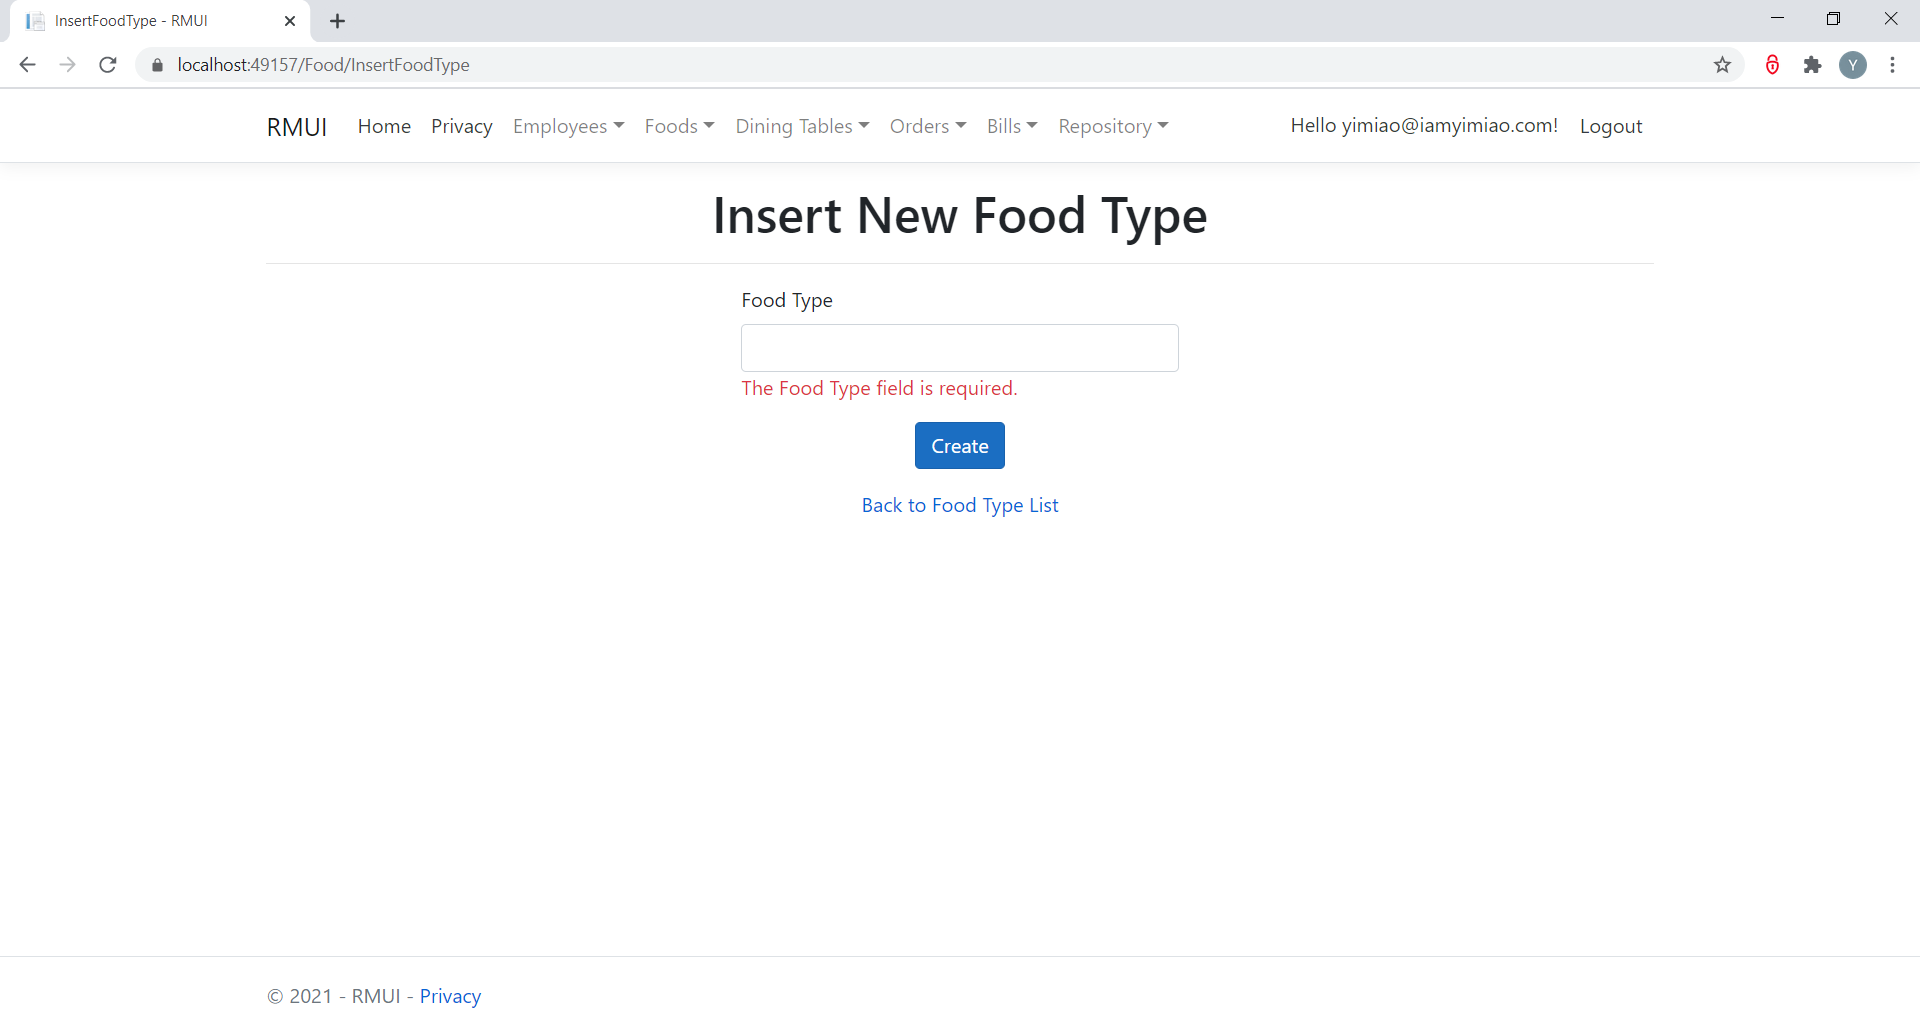 InsertFoodType - RMUI
localhost:49157/Food/InsertFoodType
Y
RMUI Home Privacy Employees Foods Dining Tables Orders Bills Repository Hello yimiao@iamyimiao.com! Logout
Insert New Food Type
Food Type
The Food Type field is required.
Create
Back to Food Type List
© 2021 - RMUI - Privacy